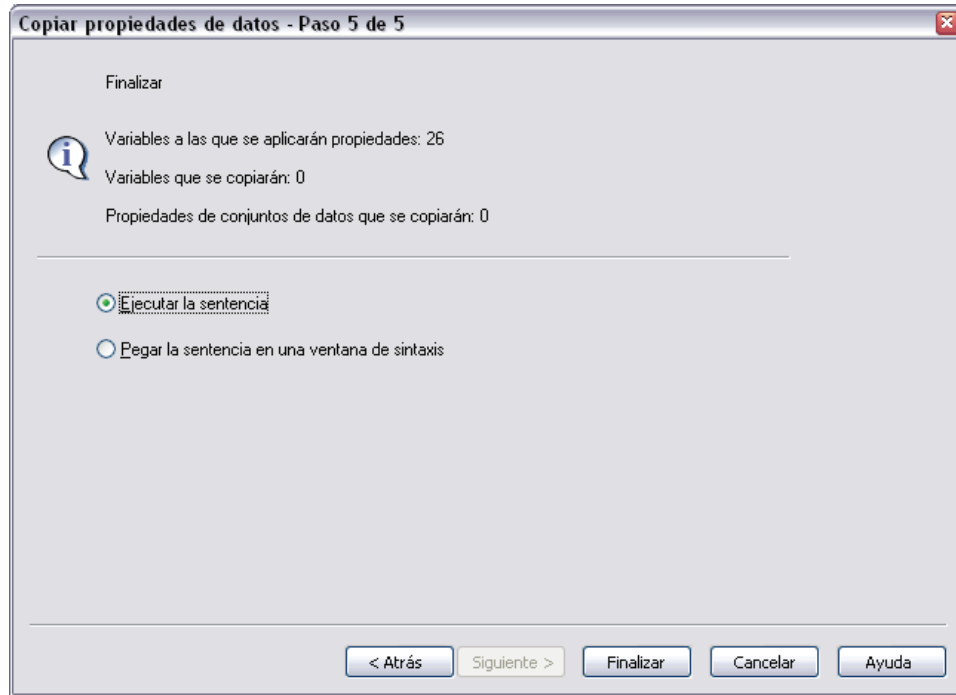 Copiar propiedades de datos - Paso 5 de 5
Finalizar
Variables a las que se aplicarán propiedades: 26
Variables que se copiarán: 0
Propiedades de conjuntos de datos que se copiarán: 0
Ejecutar la sentencia
Pegar la sentencia en una ventana de sintaxis
< Atrás Siguiente > Finalizar Cancelar Ayuda